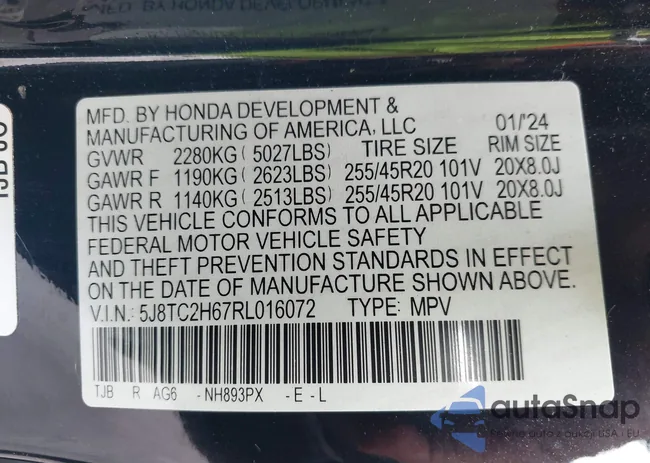 MFD. BY HONDA DEVELOPMENT &
MANUFACTURING OF AMERICA, LLC 01/'24
GVWR 2280KG ( 5027LBS) TIRE SIZE RIM SIZE
GAWR F 1190KG ( 2623LBS) 255/45R20 101V 20X8.0J
GAWR R 1140KG ( 2513LBS) 255/45R20 101V 20X8.0J
THIS VEHICLE CONFORMS TO ALL APPLICABLE
FEDERAL MOTOR VEHICLE SAFETY
AND THEFT PREVENTION STANDARDS IN EFFECT
ON THE DATE OF MANUFACTURE SHOWN ABOVE.
V.I.N.: 5J8TC2H67RL016072 TYPE: MPV
TJB R AG6 -NH893PX -E-L
autoSnap